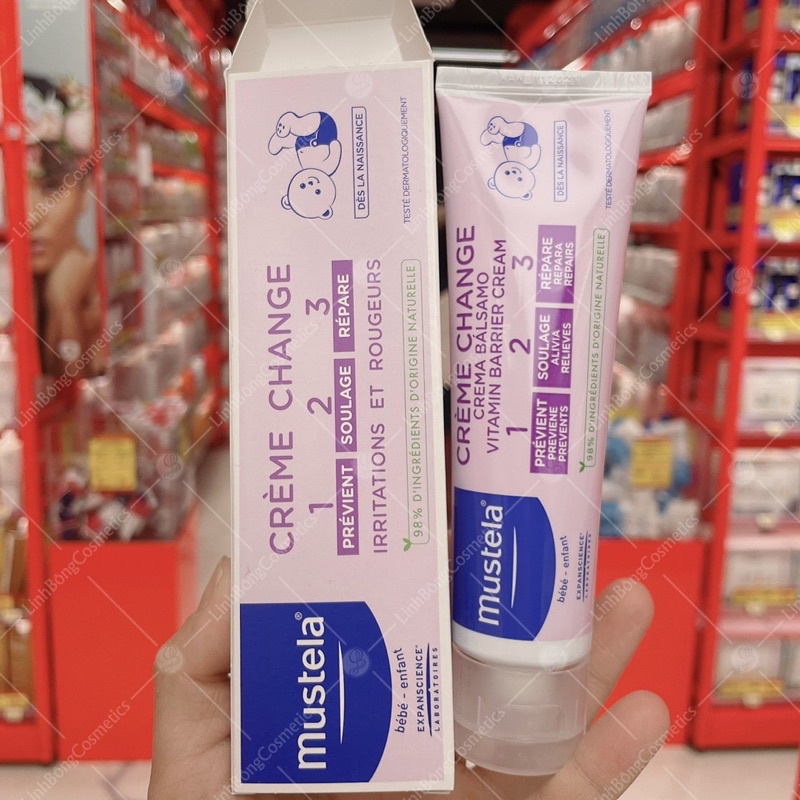 CRÈME CHANGE
1 2 3
PRÉVIENT SOULAGE RÉPARE
IRRITATIONS ET ROUGEURS
98% D'INGRÉDIENTS D'ORIGINE NATURELLE
DÈS LA NAISSANCE
TESTÉ DERMATOLOGIQUEMENT
mustela®
bébé - enfant
EXPANSCIENCE®
LABORATOIRES
CRÈME CHANGE
CREMA BÁLSAMO
VITAMIN BARRIER CREAM
1 2 3
PRÉVIENT SOULAGE RÉPARE
PREVIENE ALIVIA REPARA
PREVENTS RELIEVES REPAIRS
98% D'INGRÉDIENTS D'ORIGINE NATURELLE
DÈS LA NAISSANCE
TESTÉ DERMATOLOGIQUEMENT
mustela®
bébé - enfant
EXPANSCIENCE®
LABORATOIRES
LinhBongCosmetics